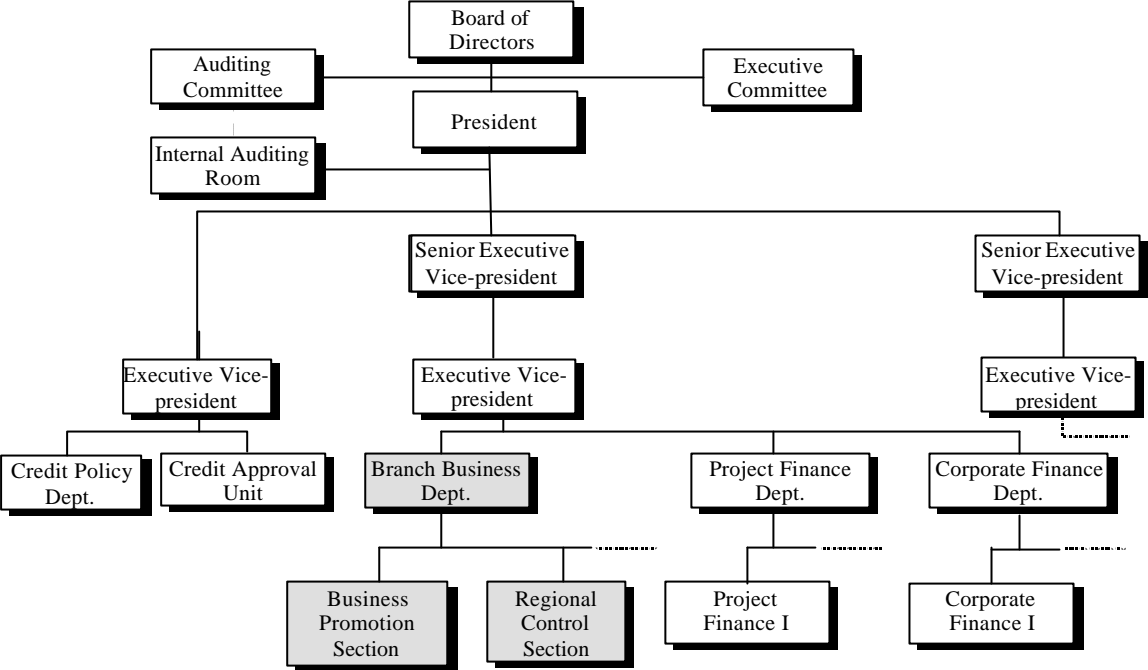 Board of
Directors
Auditing
Committee
Executive
Committee
President
Internal Auditing
Room
Senior Executive
Vice-president
Senior Executive
Vice-president
Executive Vice-
president
Executive Vice-
president
Executive Vice-
president
Credit Policy
Dept.
Credit Approval
Unit
Branch Business
Dept.
Project Finance
Dept.
Corporate Finance
Dept.
Business
Promotion
Section
Regional
Control
Section
Project
Finance I
Corporate
Finance I